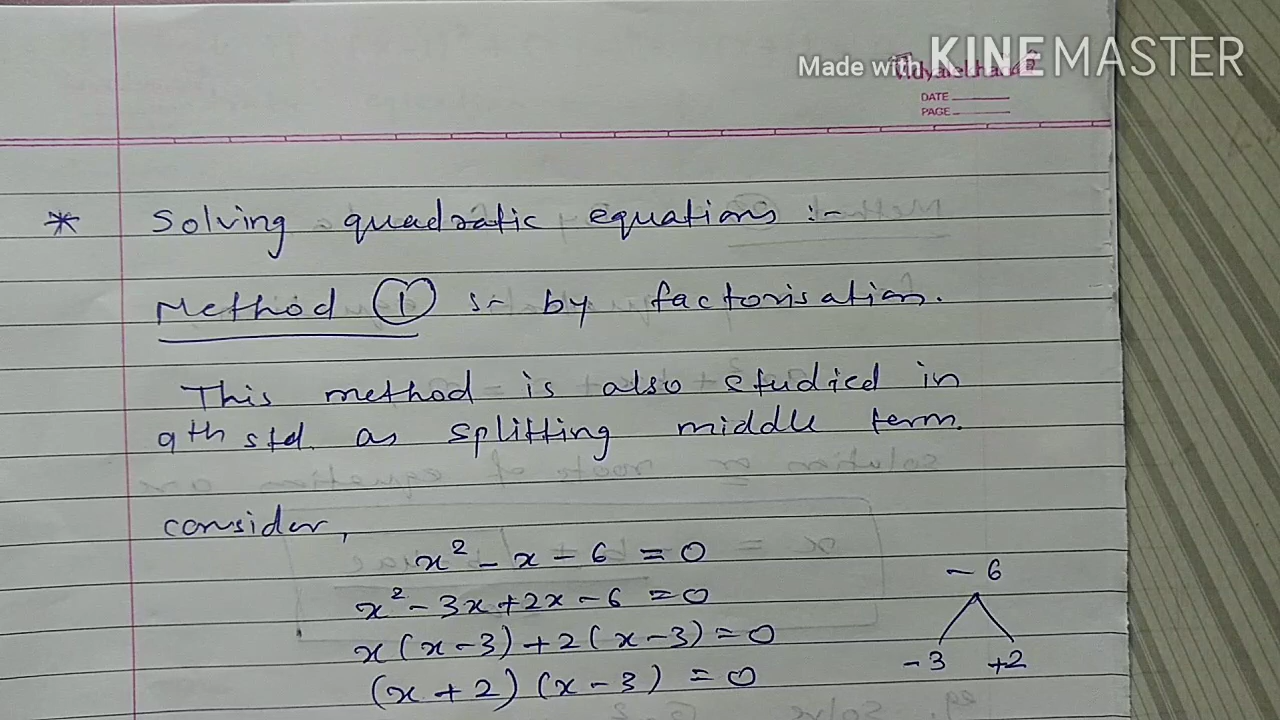 Made with KINEMASTER
DATE
PAGE
* Solving quadratic equations :-
Method ① :- by factorisation.
This method is also studied in
9th std. as splitting middle term.
consider,
x² - x - 6 = 0
x² - 3x + 2x - 6 = 0
x(x-3) + 2(x-3) = 0
(x + 2) (x - 3) = 0
- 6
-3 +2